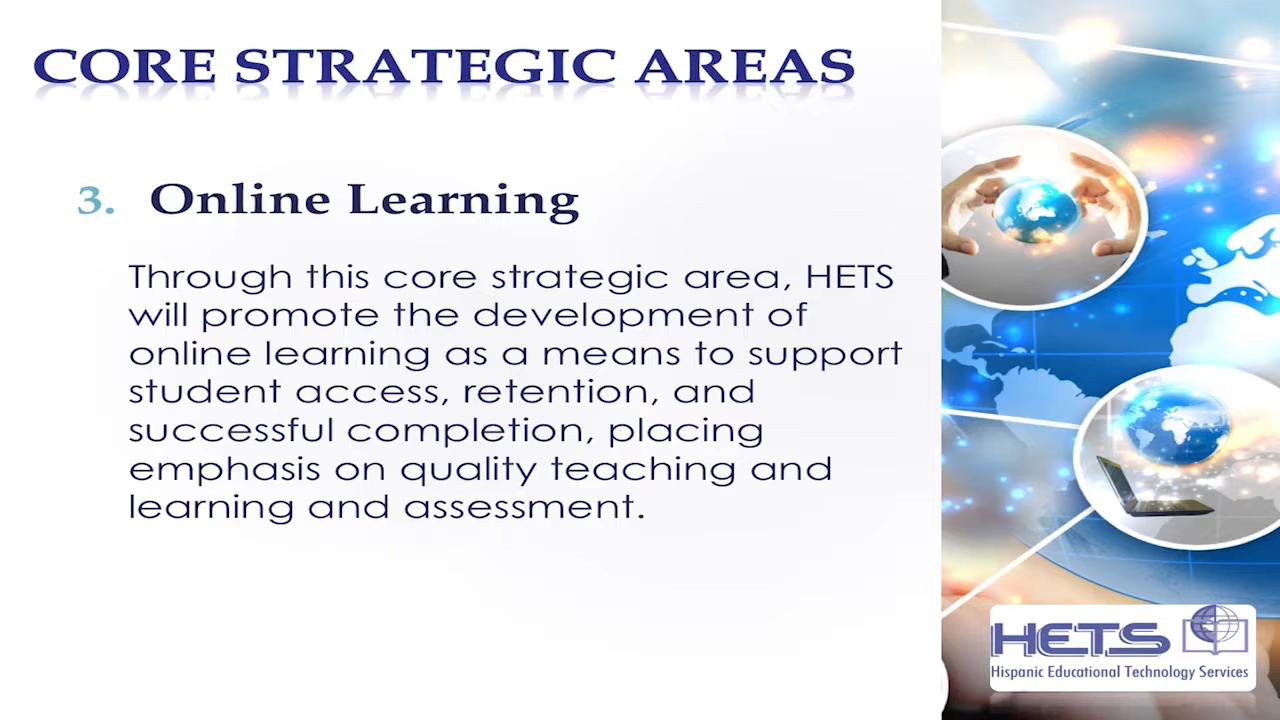 CORE STRATEGIC AREAS
3. Online Learning
Through this core strategic area, HETS
will promote the development of
online learning as a means to support
student access, retention, and
successful completion, placing
emphasis on quality teaching and
learning and assessment.
HETS
Hispanic Educational Technology Services